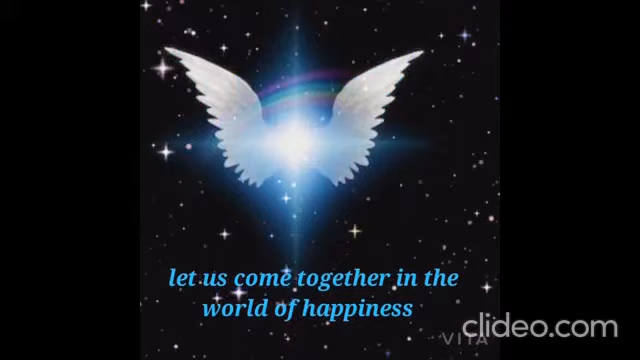 let us come together in the
world of happiness
clideo.com
VITA